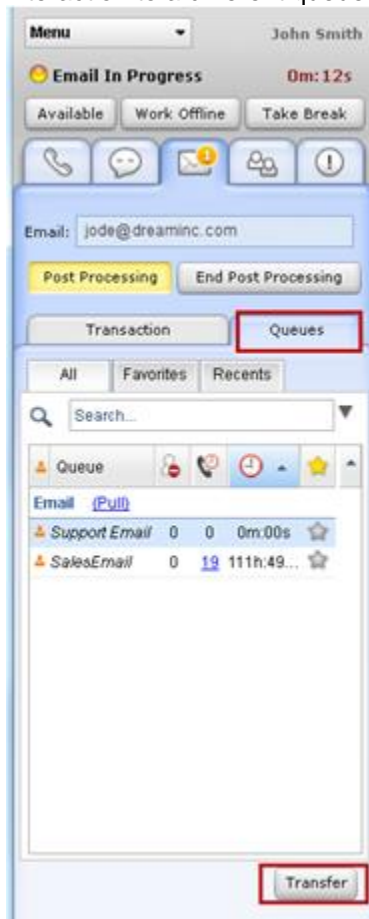 Menu John Smith
Email In Progress 0m:12s
Available Work Offline Take Break
1
Email: jode@dreaminc.com
Post Processing End Post Processing
Transaction Queues
All Favorites Recents
Search...
Queue
Email (Pull)
Support Email 0 0 0m:00s
SalesEmail 0 19 111h:49...
Transfer